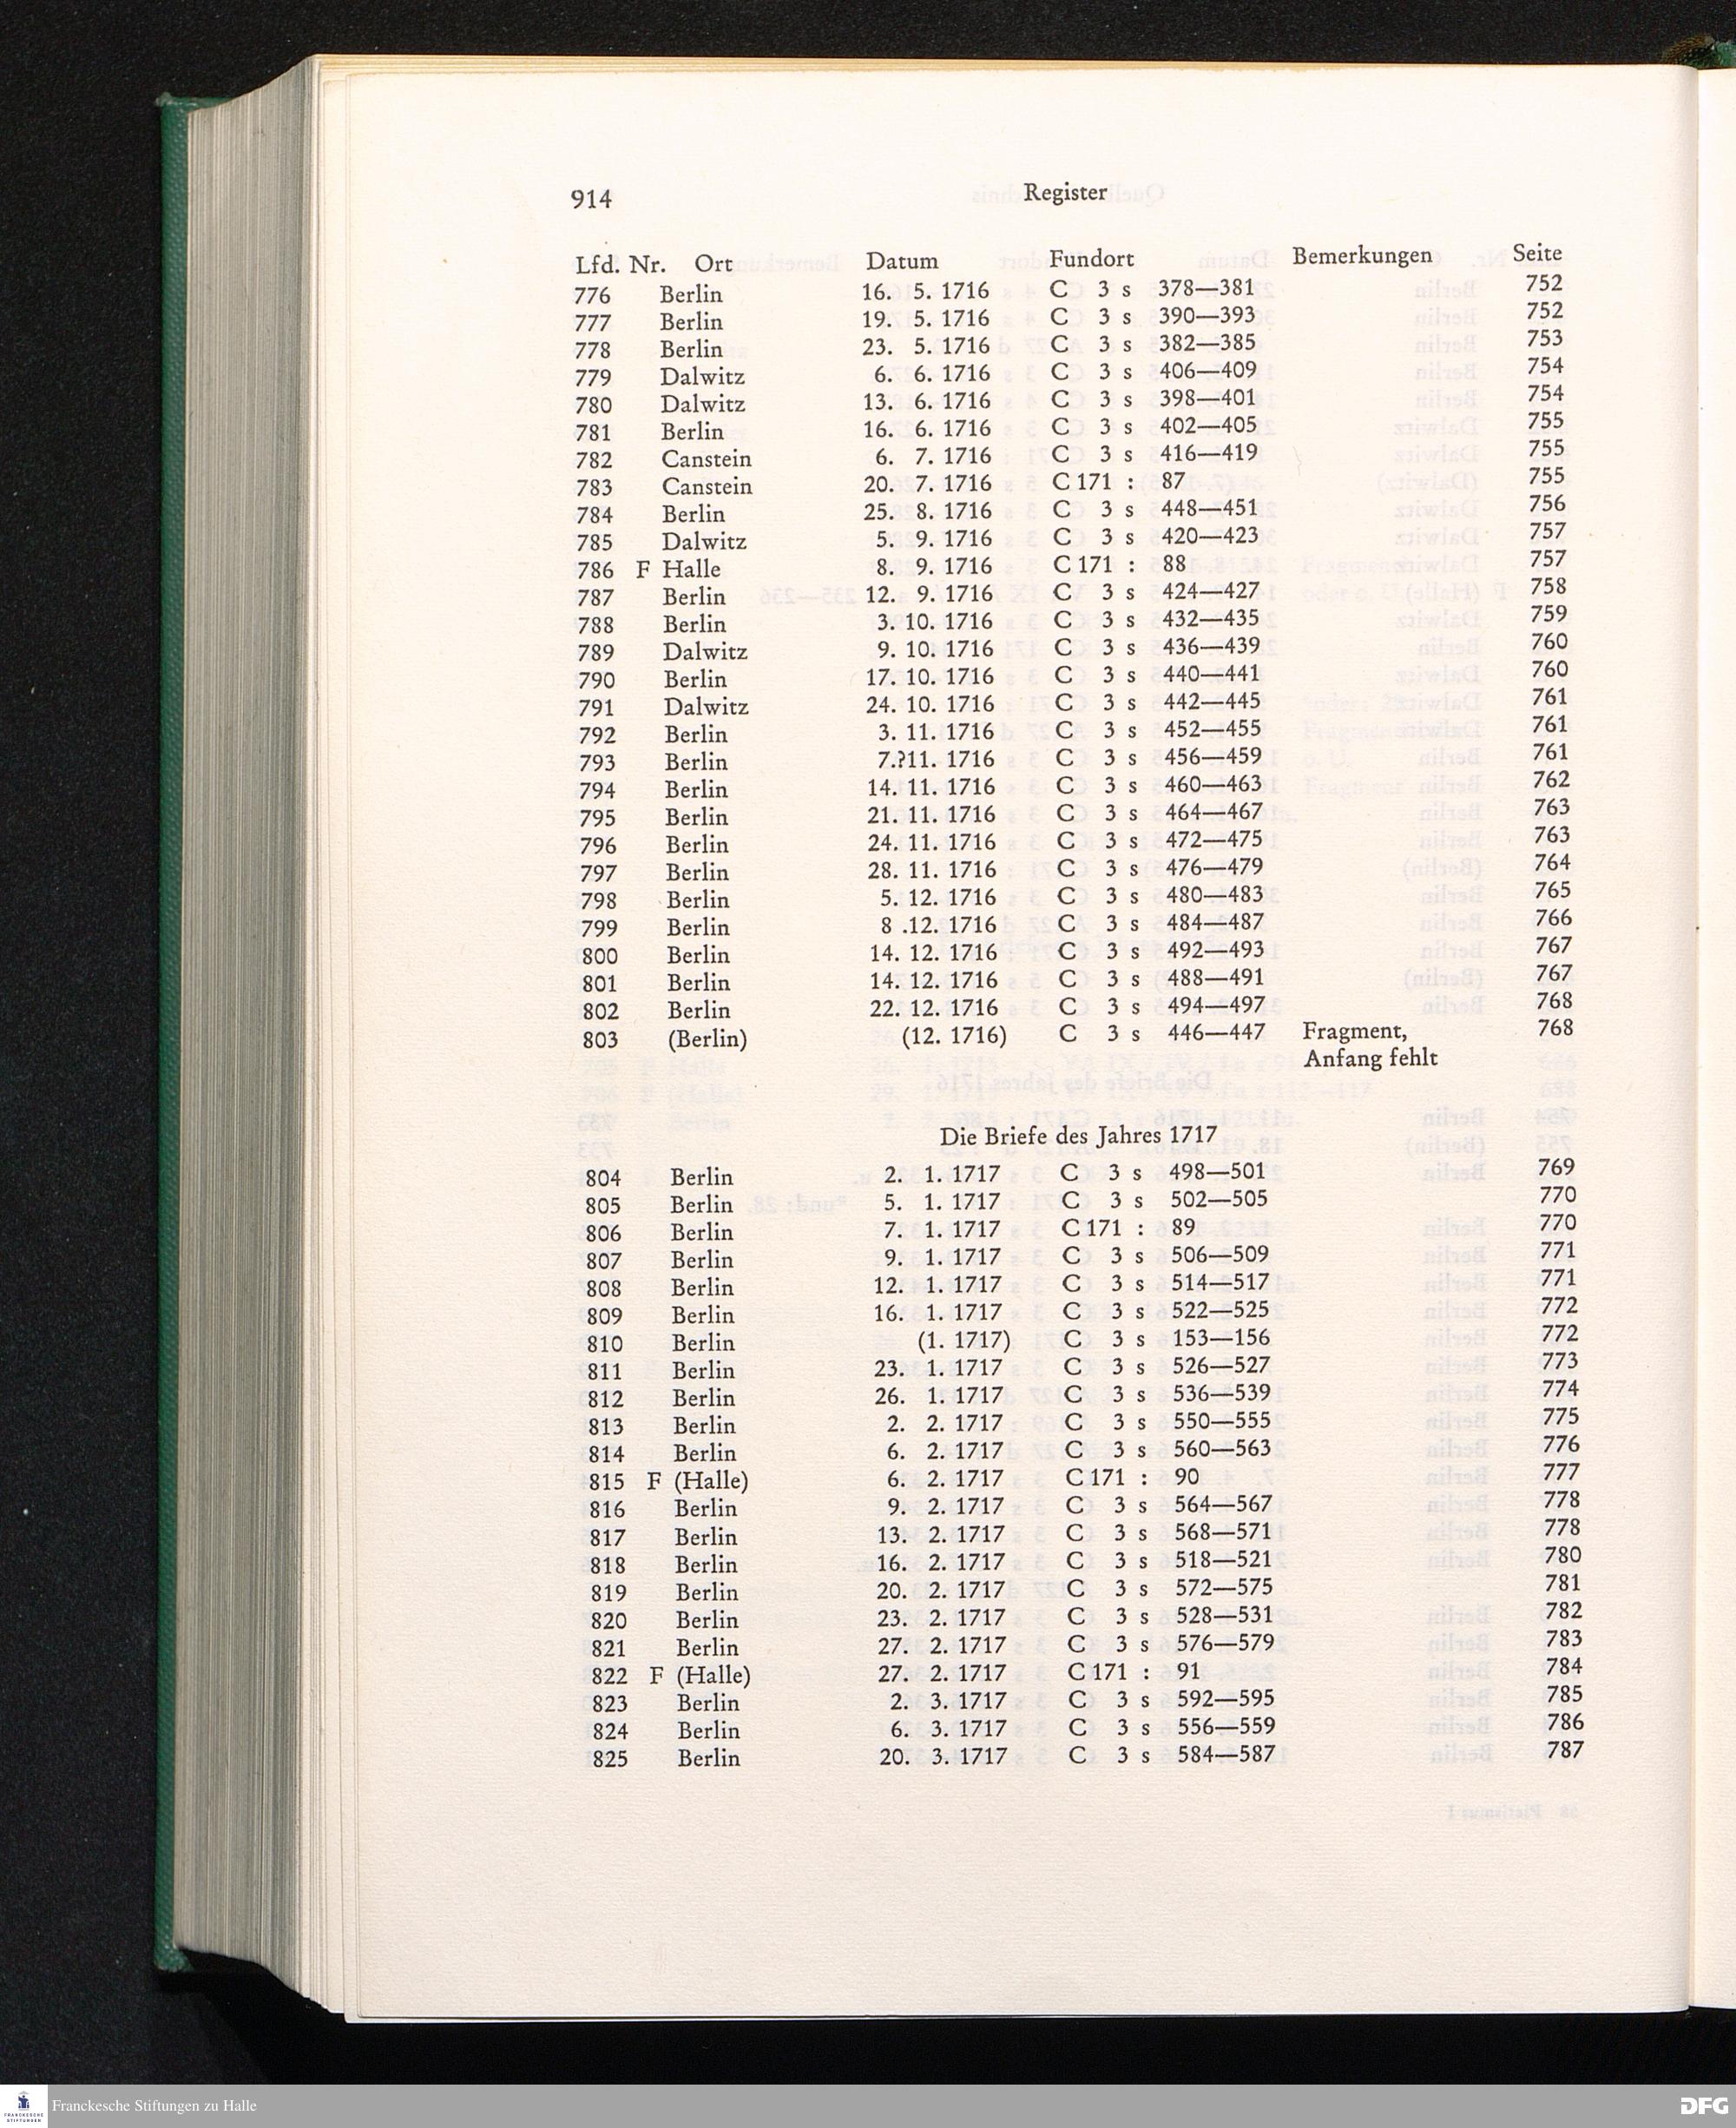 914 Register
Lfd. Nr. Ort Datum Fundort Bemerkungen Seite
776 Berlin 16. 5. 1716 C 3 s 378—381 752
777 Berlin 19. 5. 1716 C 3 s 390—393 752
778 Berlin 23. 5. 1716 C 3 s 382—385 753
779 Dalwitz 6. 6. 1716 C 3 s 406—409 754
780 Dalwitz 13. 6. 1716 C 3 s 398—401 754
781 Berlin 16. 6. 1716 C 3 s 402—405 755
782 Canstein 6. 7. 1716 C 3 s 416—419 755
783 Canstein 20. 7. 1716 C 171 : 87 755
784 Berlin 25. 8. 1716 C 3 s 448—451 756
785 Dalwitz 5. 9. 1716 C 3 s 420—423 757
786 F Halle 8. 9. 1716 C 171 : 88 757
787 Berlin 12. 9. 1716 C 3 s 424—427 758
788 Berlin 3. 10. 1716 C 3 s 432—435 759
789 Dalwitz 9. 10. 1716 C 3 s 436—439 760
790 Berlin 17. 10. 1716 C 3 s 440—441 760
791 Dalwitz 24. 10. 1716 C 3 s 442—445 761
792 Berlin 3. 11. 1716 C 3 s 452—455 761
793 Berlin 7.?11. 1716 C 3 s 456—459 761
794 Berlin 14. 11. 1716 C 3 s 460—463 762
795 Berlin 21. 11. 1716 C 3 s 464—467 763
796 Berlin 24. 11. 1716 C 3 s 472—475 763
797 Berlin 28. 11. 1716 C 3 s 476—479 764
798 Berlin 5. 12. 1716 C 3 s 480—483 765
799 Berlin 8 .12. 1716 C 3 s 484—487 766
800 Berlin 14. 12. 1716 C 3 s 492—493 767
801 Berlin 14. 12. 1716 C 3 s 488—491 767
802 Berlin 22. 12. 1716 C 3 s 494—497 768
803 (Berlin) (12. 1716) C 3 s 446—447 Fragment, 768
Anfang fehlt
Die Briefe des Jahres 1717
804 Berlin 2. 1. 1717 C 3 s 498—501 769
805 Berlin 5. 1. 1717 C 3 s 502—505 770
806 Berlin 7. 1. 1717 C 171 : 89 770
807 Berlin 9. 1. 1717 C 3 s 506—509 771
808 Berlin 12. 1. 1717 C 3 s 514—517 771
809 Berlin 16. 1. 1717 C 3 s 522—525 772
810 Berlin (1. 1717) C 3 s 153—156 772
811 Berlin 23. 1. 1717 C 3 s 526—527 773
812 Berlin 26. 1. 1717 C 3 s 536—539 774
813 Berlin 2. 2. 1717 C 3 s 550—555 775
814 Berlin 6. 2. 1717 C 3 s 560—563 776
815 F (Halle) 6. 2. 1717 C 171 : 90 777
816 Berlin 9. 2. 1717 C 3 s 564—567 778
817 Berlin 13. 2. 1717 C 3 s 568—571 778
818 Berlin 16. 2. 1717 C 3 s 518—521 780
819 Berlin 20. 2. 1717 C 3 s 572—575 781
820 Berlin 23. 2. 1717 C 3 s 528—531 782
821 Berlin 27. 2. 1717 C 3 s 576—579 783
822 F (Halle) 27. 2. 1717 C 171 : 91 784
823 Berlin 2. 3. 1717 C 3 s 592—595 785
824 Berlin 6. 3. 1717 C 3 s 556—559 786
825 Berlin 20. 3. 1717 C 3 s 584—587 787
FRANCKESCHE STIFTUNGEN Franckesche Stiftungen zu Halle DFG